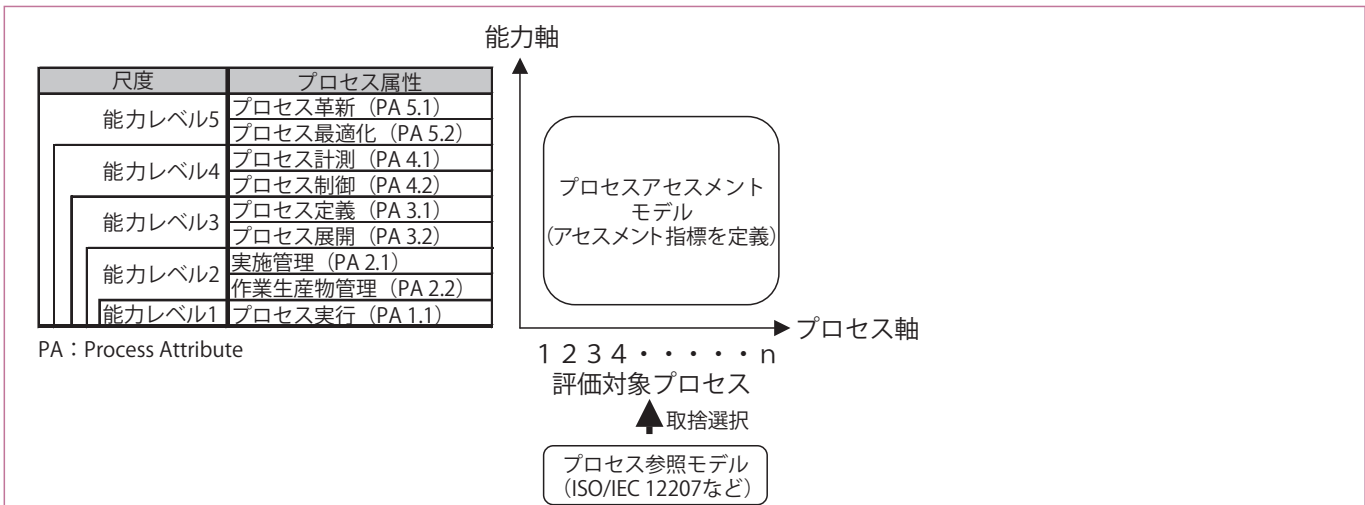 能力軸
尺度 プロセス属性
能力レベル5 プロセス革新（PA 5.1）
プロセス最適化（PA 5.2）
能力レベル4 プロセス計測（PA 4.1）
プロセス制御（PA 4.2）
能力レベル3 プロセス定義（PA 3.1）
プロセス展開（PA 3.2）
能力レベル2 実施管理（PA 2.1）
作業生産物管理（PA 2.2）
能力レベル1 プロセス実行（PA 1.1）
PA：Process Attribute
プロセスアセスメント
モデル
（アセスメント指標を定義）
プロセス軸
1 2 3 4・・・・・n
評価対象プロセス
取捨選択
プロセス参照モデル
（ISO/IEC 12207など）